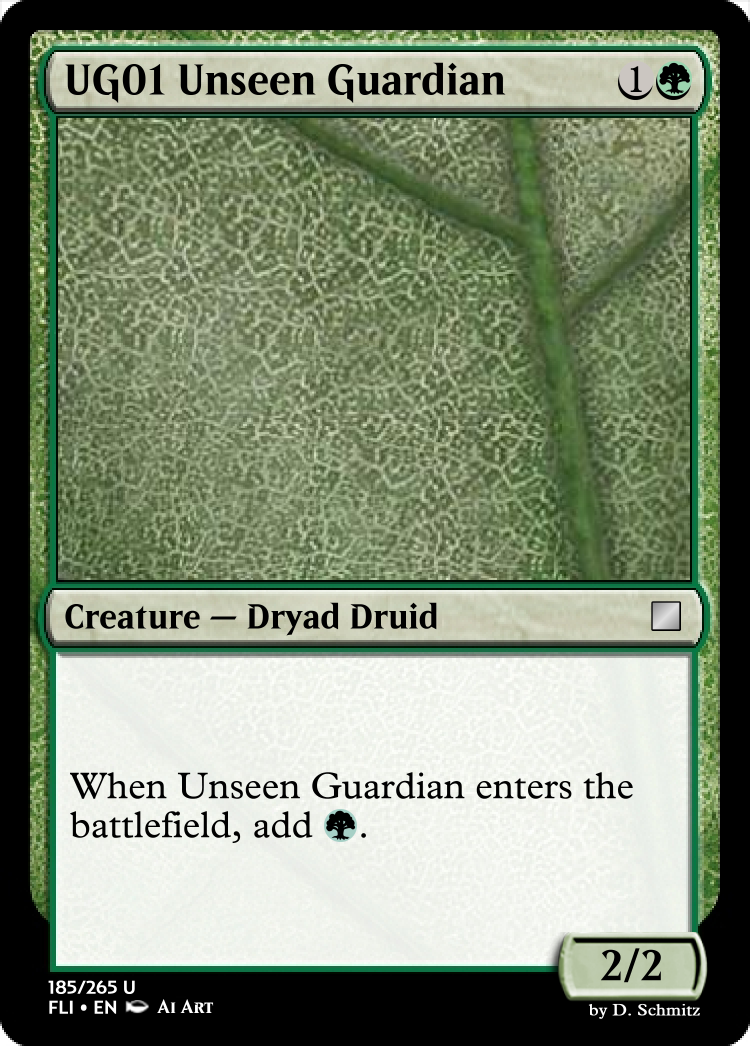 UG01 Unseen Guardian 1
Creature — Dryad Druid
When Unseen Guardian enters the
battlefield, add .
2/2
185/265 U
FLI • EN AI ART
by D. Schmitz